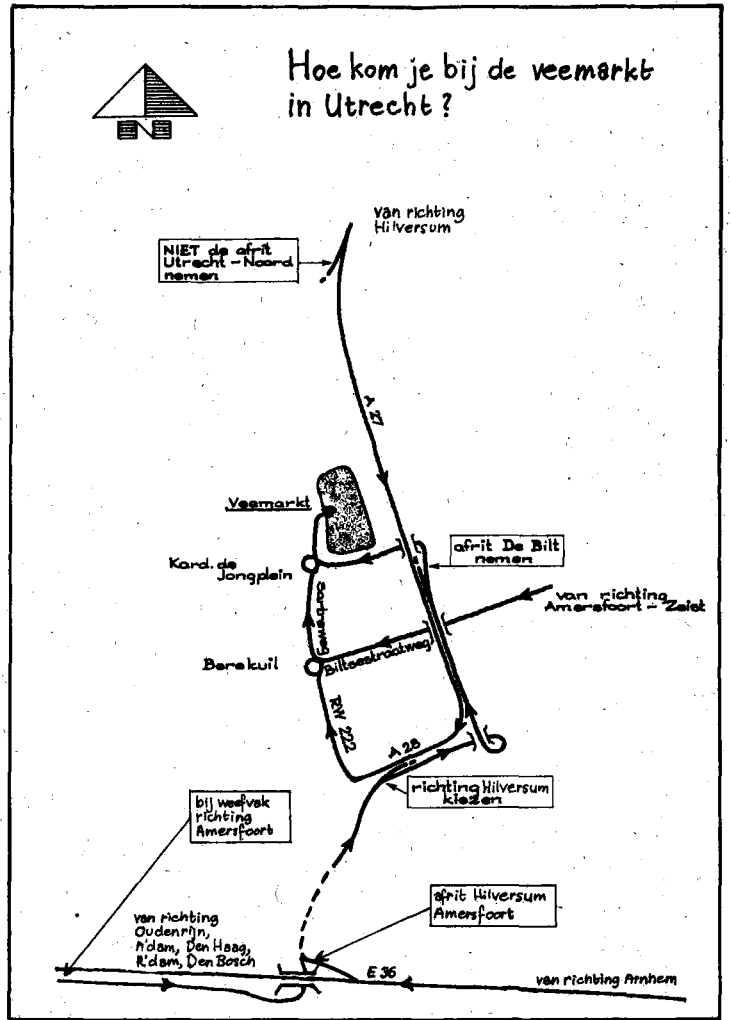 Hoe kom je bij de veemarkt
in Utrecht ?
N
van richting
Hilversum
NIET de afrit
Utrecht - Noord
nemen
A 27
Veemarkt
afrit De Bilt
nemen
Kard. de
Jongplein
van richting
Amersfoort - Zeist
Sartreweg
Biltsestraatweg
Berekuil
RW 222
A 28
richting Hilversum
kiezen
bij weefvak
richting
Amersfoort
afrit Hilversum
Amersfoort
van richting
Oudenrijn,
A'dam, Den Haag,
R'dam, Den Bosch
E 36
van richting Arnhem